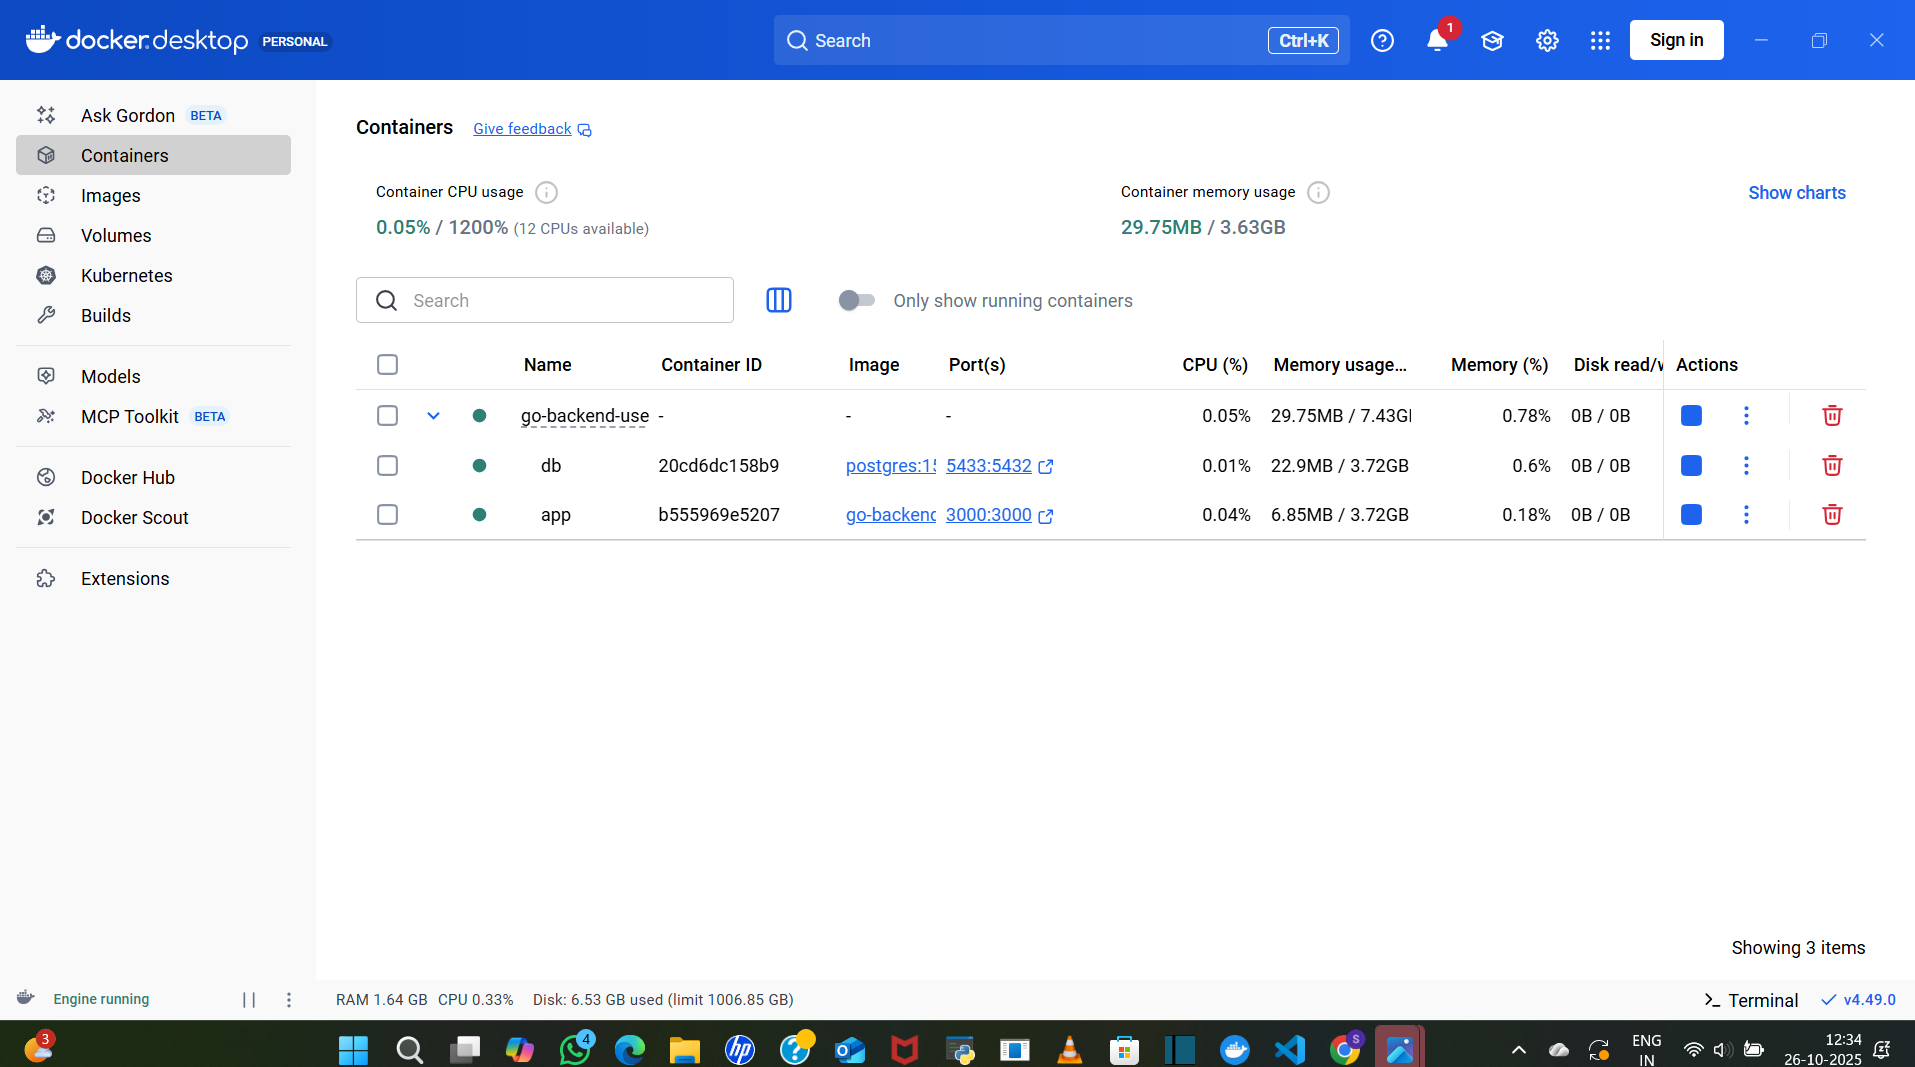 docker.desktop PERSONAL
Search Ctrl+K
1
Sign in
Ask Gordon BETA
Containers
Images
Volumes
Kubernetes
Builds
Models
MCP Toolkit BETA
Docker Hub
Docker Scout
Extensions
Containers Give feedback
Container CPU usage
0.05% / 1200% (12 CPUs available)
Container memory usage
29.75MB / 3.63GB
Show charts
Search
Only show running containers
Name Container ID Image Port(s) CPU (%) Memory usage... Memory (%) Disk read/w Actions
go-backend-use - - - 0.05% 29.75MB / 7.43GI 0.78% 0B / 0B
db 20cd6dc158b9 postgres:15 5433:5432 0.01% 22.9MB / 3.72GB 0.6% 0B / 0B
app b555969e5207 go-backend 3000:3000 0.04% 6.85MB / 3.72GB 0.18% 0B / 0B
Showing 3 items
Engine running
RAM 1.64 GB CPU 0.33% Disk: 6.53 GB used (limit 1006.85 GB)
Terminal
v4.49.0
3
4
hp
S
ENG
IN
12:34
26-10-2025